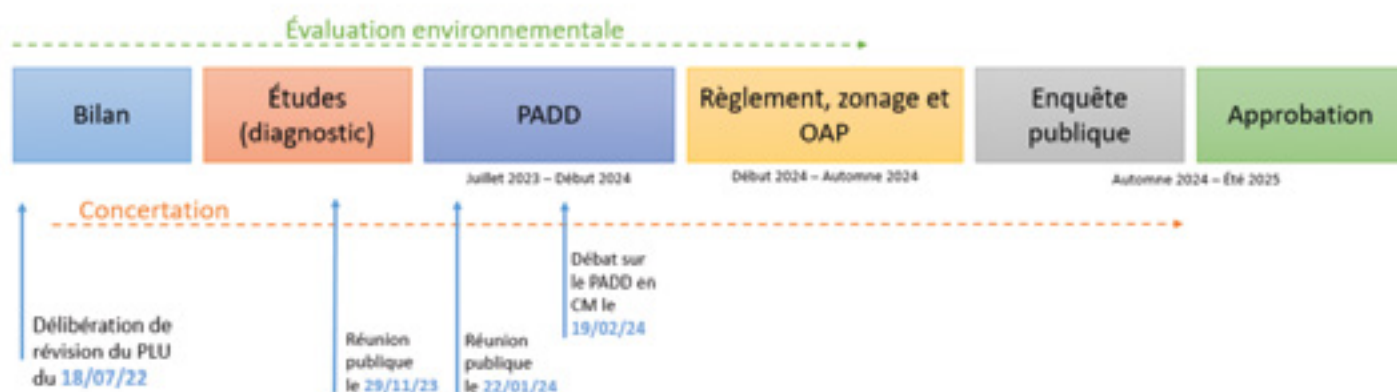 Évaluation environnementale
Bilan
Études
(diagnostic)
PADD
Règlement, zonage et
OAP
Enquête
publique
Approbation
Juillet 2023 – Début 2024
Début 2024 – Automne 2024
Automne 2024 – Été 2025
Concertation
Délibération de
révision du PLU
du 18/07/22
Réunion
publique
le 29/11/23
Réunion
publique
le 22/01/24
Débat sur
le PADD en
CM le
19/02/24